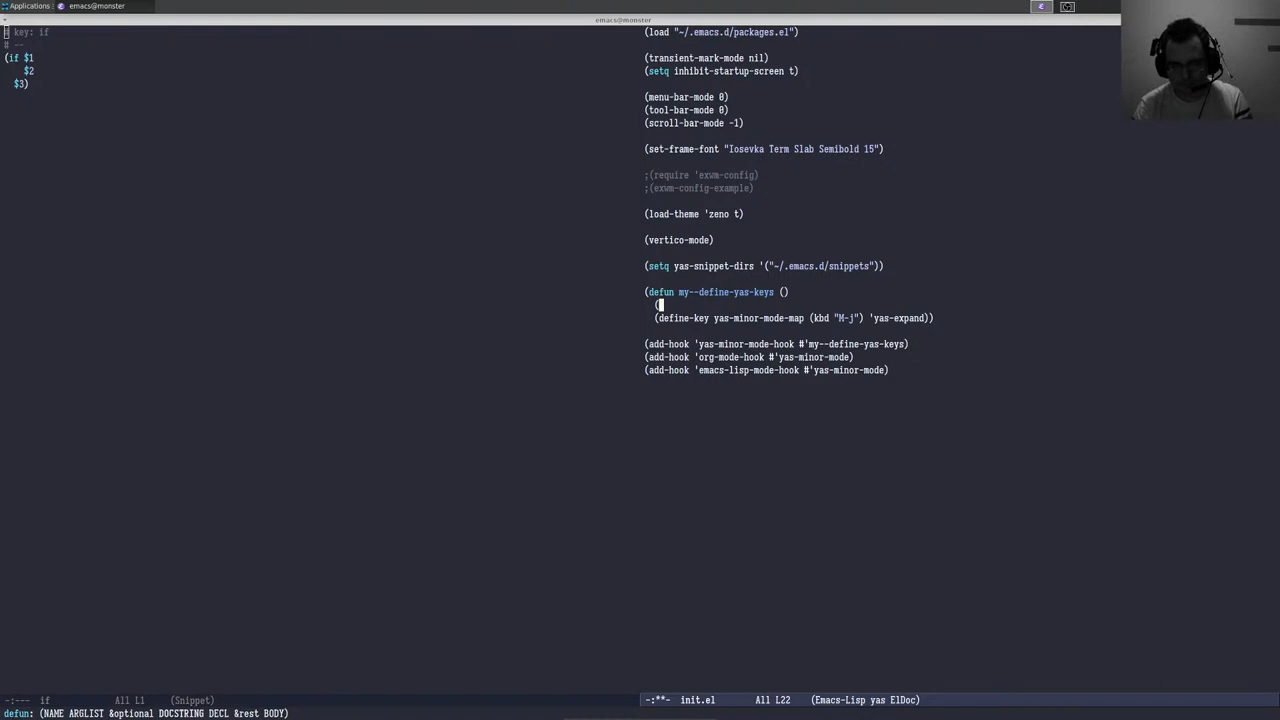 Applications
emacs@monster
emacs@monster
# key: if
# --
(if $1
$2
$3)
(load "~/.emacs.d/packages.el")
(transient-mark-mode nil)
(setq inhibit-startup-screen t)
(menu-bar-mode 0)
(tool-bar-mode 0)
(scroll-bar-mode -1)
(set-frame-font "Iosevka Term Slab Semibold 15")
;(require 'exwm-config)
;(exwm-config-example)
(load-theme 'zeno t)
(vertico-mode)
(setq yas-snippet-dirs '("~/.emacs.d/snippets"))
(defun my--define-yas-keys ()
(
(define-key yas-minor-mode-map (kbd "M-j") 'yas-expand))
(add-hook 'yas-minor-mode-hook #'my--define-yas-keys)
(add-hook 'org-mode-hook #'yas-minor-mode)
(add-hook 'emacs-lisp-mode-hook #'yas-minor-mode)
-:--- if All L1 (Snippet)
-:**- init.el All L22 (Emacs-Lisp yas ElDoc)
defun: (NAME ARGLIST &optional DOCSTRING DECL &rest BODY)